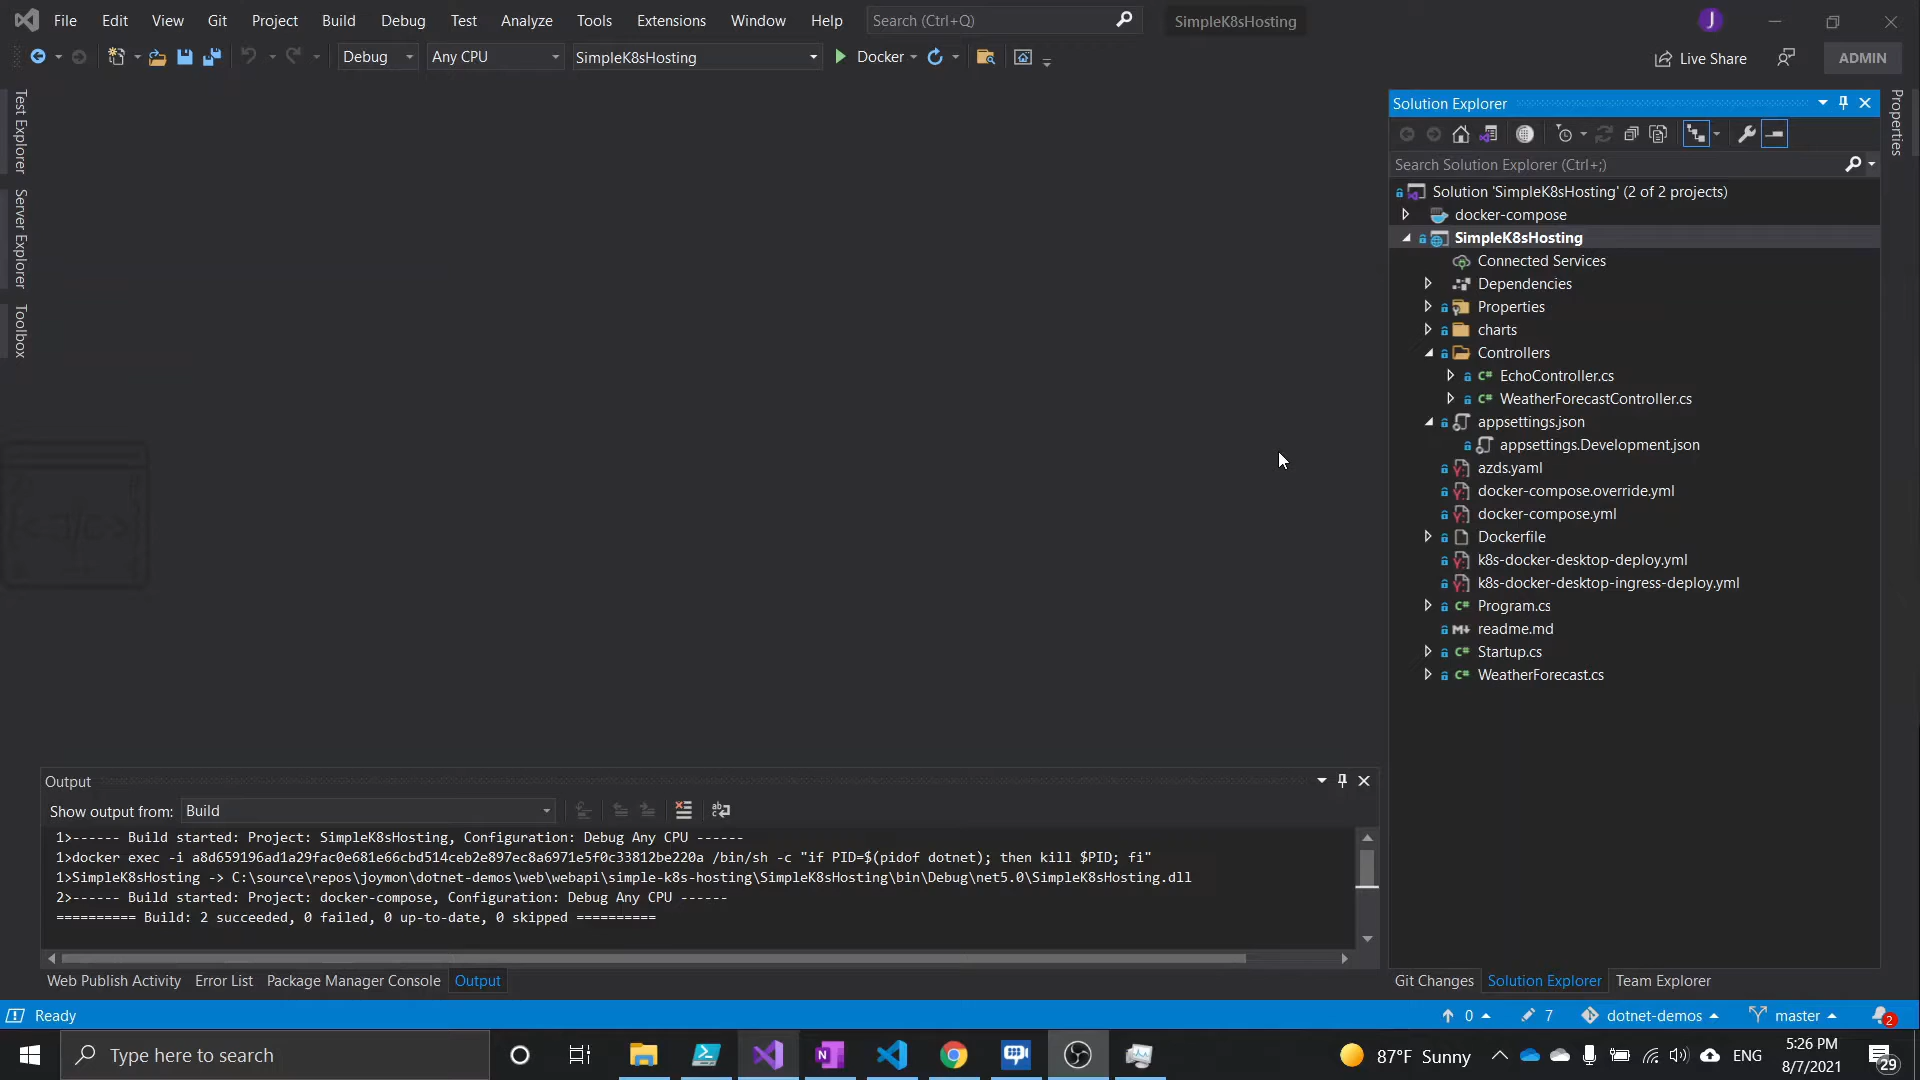 File Edit View Git Project Build Debug Test Analyze Tools Extensions Window Help Search (Ctrl+Q) SimpleK8sHosting J
Debug Any CPU SimpleK8sHosting Docker Live Share ADMIN
Test Explorer
Server Explorer
Toolbox
Solution Explorer
Properties
Search Solution Explorer (Ctrl+;)
Solution 'SimpleK8sHosting' (2 of 2 projects)
docker-compose
SimpleK8sHosting
Connected Services
Dependencies
Properties
charts
Controllers
C# EchoController.cs
C# WeatherForecastController.cs
appsettings.json
appsettings.Development.json
azds.yaml
docker-compose.override.yml
docker-compose.yml
Dockerfile
k8s-docker-desktop-deploy.yml
k8s-docker-desktop-ingress-deploy.yml
C# Program.cs
M readme.md
C# Startup.cs
C# WeatherForecast.cs
Output
Show output from: Build
1>------ Build started: Project: SimpleK8sHosting, Configuration: Debug Any CPU ------
1>docker exec -i a8d659196ad1a29fac0e681e66cbd514ceb2e897ec8a6971e5f0c33812be220a /bin/sh -c "if PID=$(pidof dotnet); then kill $PID; fi"
1>SimpleK8sHosting -> C:\source\repos\joymon\dotnet-demos\web\webapi\simple-k8s-hosting\SimpleK8sHosting\bin\Debug\net5.0\SimpleK8sHosting.dll
2>------ Build started: Project: docker-compose, Configuration: Debug Any CPU ------
========== Build: 2 succeeded, 0 failed, 0 up-to-date, 0 skipped ==========
Web Publish Activity Error List Package Manager Console Output
Git Changes Solution Explorer Team Explorer
Ready 0 7 dotnet-demos master 2
Type here to search
87°F Sunny ENG
5:26 PM
8/7/2021
29